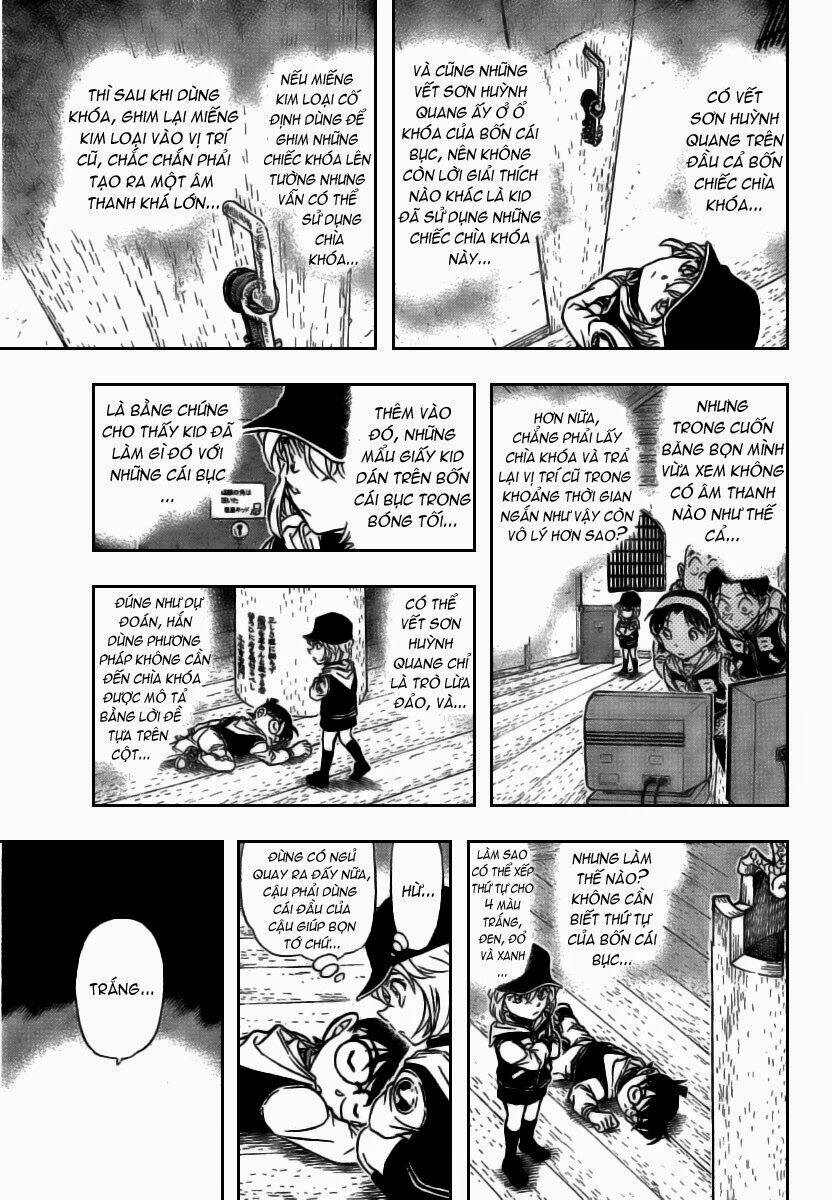 CÓ VẾT
SƠN HUỲNH
QUANG TRÊN
ĐẦU CẢ BỐN
CHIẾC CHÌA
KHÓA...
VÀ CŨNG NHỮNG
VẾT SƠN HUỲNH
QUANG ẤY Ở Ổ
KHÓA CỦA BỐN CÁI
BỤC, NÊN KHÔNG
CÒN LỜI GIẢI THÍCH
NÀO KHÁC LÀ KID
ĐÃ SỬ DỤNG NHỮNG
CHIẾC CHÌA KHÓA
NÀY...
NẾU MIẾNG
KIM LOẠI CỐ
ĐỊNH DÙNG ĐỂ
GHIM NHỮNG
CHIẾC KHÓA LÊN
TƯỜNG NHƯNG
VẪN CÓ THỂ
SỬ DỤNG
CHÌA
KHÓA...
THÌ SAU KHI DÙNG
KHÓA, GHIM LẠI MIẾNG
KIM LOẠI VÀO VỊ TRÍ
CŨ, CHẮC CHẮN PHẢI
TẠO RA MỘT ÂM
THANH KHÁ LỚN...
NHƯNG
TRONG CUỐN
BĂNG BỌN MÌNH
VỪA XEM KHÔNG
CÓ ÂM THANH
NÀO NHƯ THẾ
CẢ...
HƠN NỮA,
CHẲNG PHẢI LẤY
CHÌA KHÓA VÀ TRẢ
LẠI VỊ TRÍ CŨ TRONG
KHOẢNG THỜI GIAN
NGẮN NHƯ VẬY CÒN
VÔ LÝ HƠN SAO?
THÊM VÀO
ĐÓ, NHỮNG
MẨU GIẤY KID
DÁN TRÊN BỐN
CÁI BỤC TRONG
BÓNG TỐI...
LÀ BẰNG CHỨNG
CHO THẤY KID ĐÃ
LÀM GÌ ĐÓ VỚI
NHỮNG CÁI BỤC
...
CÓ THỂ
VẾT SƠN
HUỲNH
QUANG CHỈ
LÀ TRÒ LỪA
ĐẢO, VÀ...
ĐÚNG NHƯ DỰ
ĐOÁN, HẮN
DÙNG PHƯƠNG
PHÁP KHÔNG CẦN
ĐẾN CHÌA KHÓA
ĐƯỢC MÔ TẢ
BẰNG LỜI ĐỀ
TỰA TRÊN
CỘT...
NHƯNG LÀM
THẾ NÀO?
KHÔNG CẦN
BIẾT THỨ TỰ
CỦA BỐN CÁI
BỤC...
LÀM SAO
CÓ THỂ XẾP
THỨ TỰ CHO
4 MÀU
TRẮNG,
ĐEN, ĐỎ
VÀ XANH
...
HỪ...
ĐỪNG CÓ NGỦ
QUAY RA ĐẤY NỮA,
CẬU PHẢI DÙNG
CÁI ĐẦU CỦA
CẬU GIÚP BỌN
TỚ CHỨ...
TRẮNG...